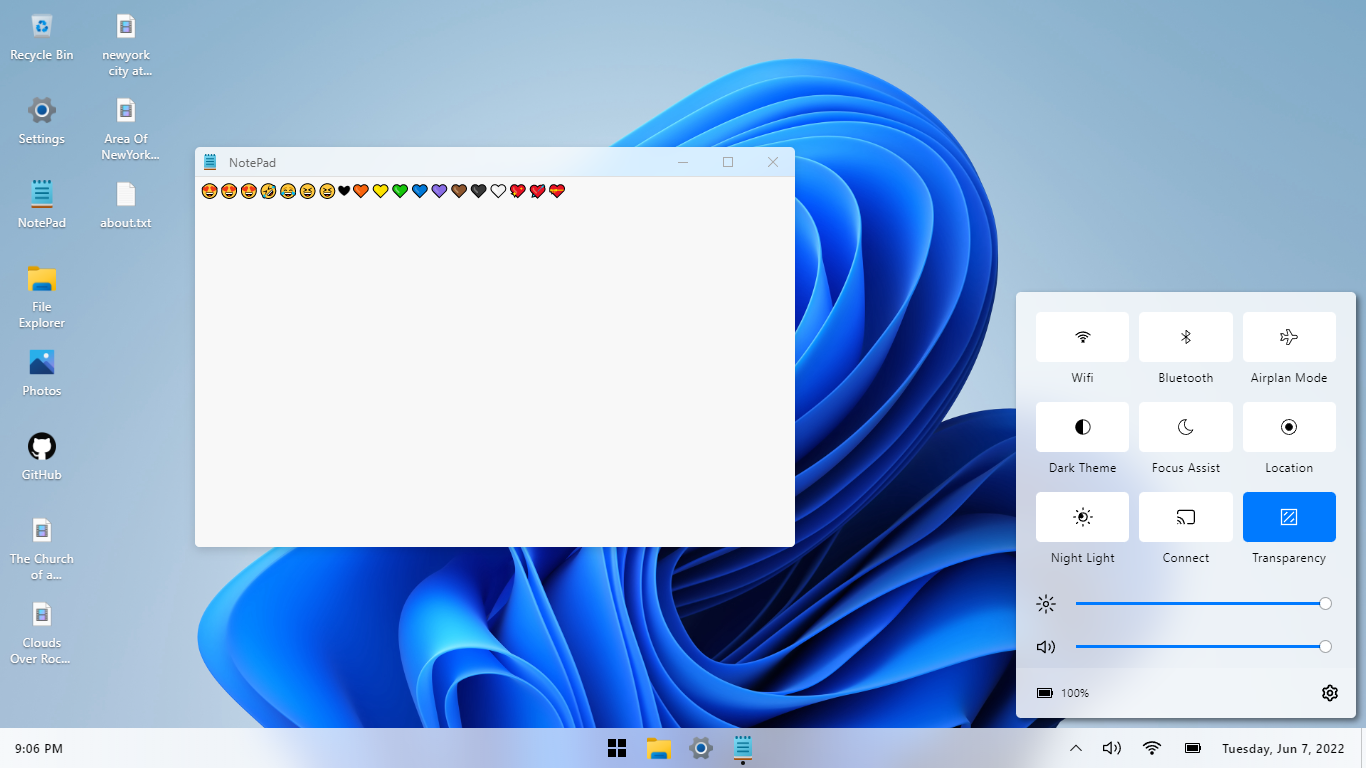 Recycle Bin
newyork
city at...
Settings
Area Of
NewYork...
NotePad
about.txt
File
Explorer
Photos
GitHub
The Church
of a...
Clouds
Over Roc...
NotePad
😍😍😍🤣😂😆😆🖤🧡💛💚💙💜🤎🖤🤍💘💘💝
Wifi
Bluetooth
Airplan Mode
Dark Theme
Focus Assist
Location
Night Light
Connect
Transparency
100%
9:06 PM
Tuesday, Jun 7, 2022